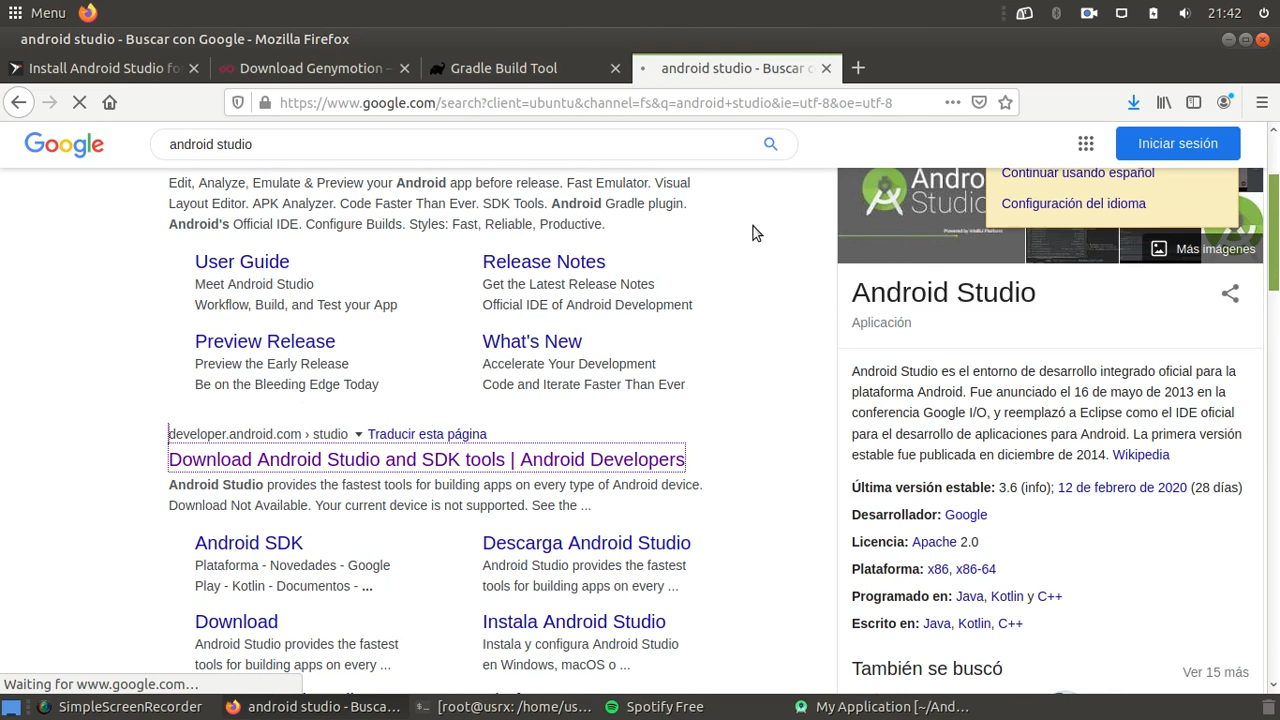 Menu
21:42
android studio - Buscar con Google - Mozilla Firefox
Install Android Studio fo
Download Genymotion -
Gradle Build Tool
android studio - Buscar c
https://www.google.com/search?client=ubuntu&channel=fs&q=android+studio&ie=utf-8&oe=utf-8
Google
android studio
Iniciar sesión
Edit, Analyze, Emulate & Preview your Android app before release. Fast Emulator. Visual
Layout Editor. APK Analyzer. Code Faster Than Ever. SDK Tools. Android Gradle plugin.
Android's Official IDE. Configure Builds. Styles: Fast, Reliable, Productive.
User Guide
Meet Android Studio
Workflow, Build, and Test your App
Release Notes
Get the Latest Release Notes
Official IDE of Android Development
Preview Release
Preview the Early Release
Be on the Bleeding Edge Today
What's New
Accelerate Your Development
Code and Iterate Faster Than Ever
developer.android.com › studio Traducir esta página
Download Android Studio and SDK tools | Android Developers
Android Studio provides the fastest tools for building apps on every type of Android device.
Download Not Available. Your current device is not supported. See the ...
Android SDK
Plataforma - Novedades - Google
Play - Kotlin - Documentos - ...
Descarga Android Studio
Android Studio provides the fastest
tools for building apps on every ...
Download
Android Studio provides the fastest
tools for building apps on every ...
Instala Android Studio
Instala y configura Android Studio
en Windows, macOS o ...
Andro
Studio
Continuar usando español
Configuración del idioma
Más imágenes
Android Studio
Aplicación
Android Studio es el entorno de desarrollo integrado oficial para la
plataforma Android. Fue anunciado el 16 de mayo de 2013 en la
conferencia Google I/O, y reemplazó a Eclipse como el IDE oficial
para el desarrollo de aplicaciones para Android. La primera versión
estable fue publicada en diciembre de 2014. Wikipedia
Última versión estable: 3.6 (info); 12 de febrero de 2020 (28 días)
Desarrollador: Google
Licencia: Apache 2.0
Plataforma: x86, x86-64
Programado en: Java, Kotlin y C++
Escrito en: Java, Kotlin, C++
También se buscó
Ver 15 más
Waiting for www.google.com…
SimpleScreenRecorder
android studio - Busca...
[root@usrx: /home/us...
Spotify Free
My Application [~/And...